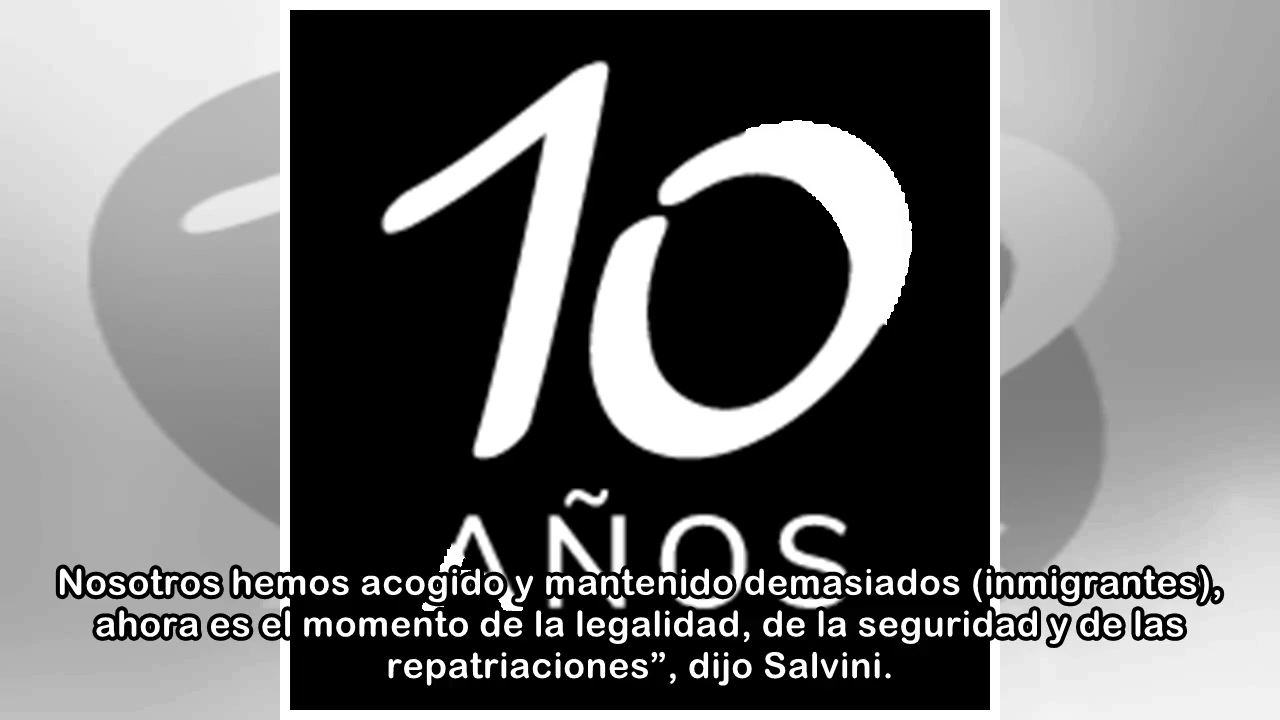 10
AÑOS
Nosotros hemos acogido y mantenido demasiados (inmigrantes),
ahora es el momento de la legalidad, de la seguridad y de las
repatriaciones”, dijo Salvini.